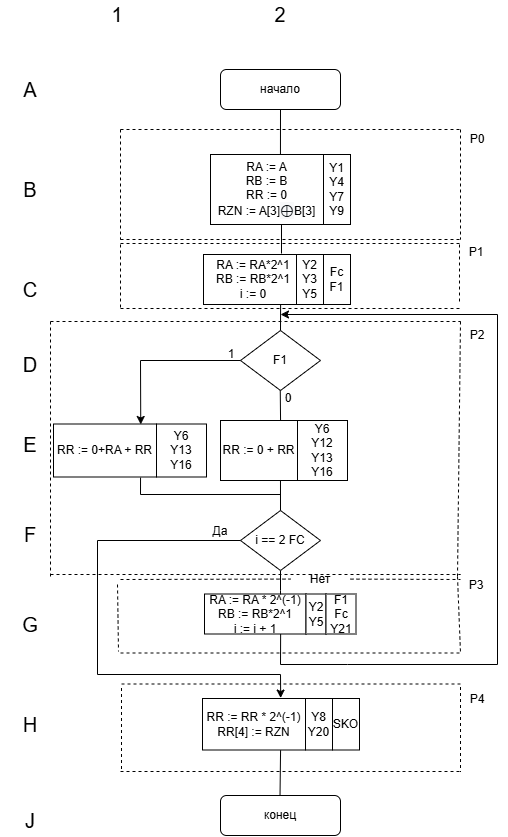 1
2
A
начало
P0
B
RA := A
RB := B
RR := 0
RZN := A[3]⊕B[3]
Y1
Y4
Y7
Y9
P1
C
RA := RA*2^1
RB := RB*2^1
i := 0
Y2
Y3
Y5
Fc
F1
P2
D
F1
1
0
E
RR := 0+RA + RR
Y6
Y13
Y16
RR := 0 + RR
Y6
Y12
Y13
Y16
F
Да
i == 2 FC
Нет
P3
G
RA := RA * 2^(-1)
RB := RB*2^1
i := i + 1
Y2
Y5
F1
Fc
Y21
P4
H
RR := RR * 2^(-1)
RR[4] := RZN
Y8
Y20
SKO
J
конец